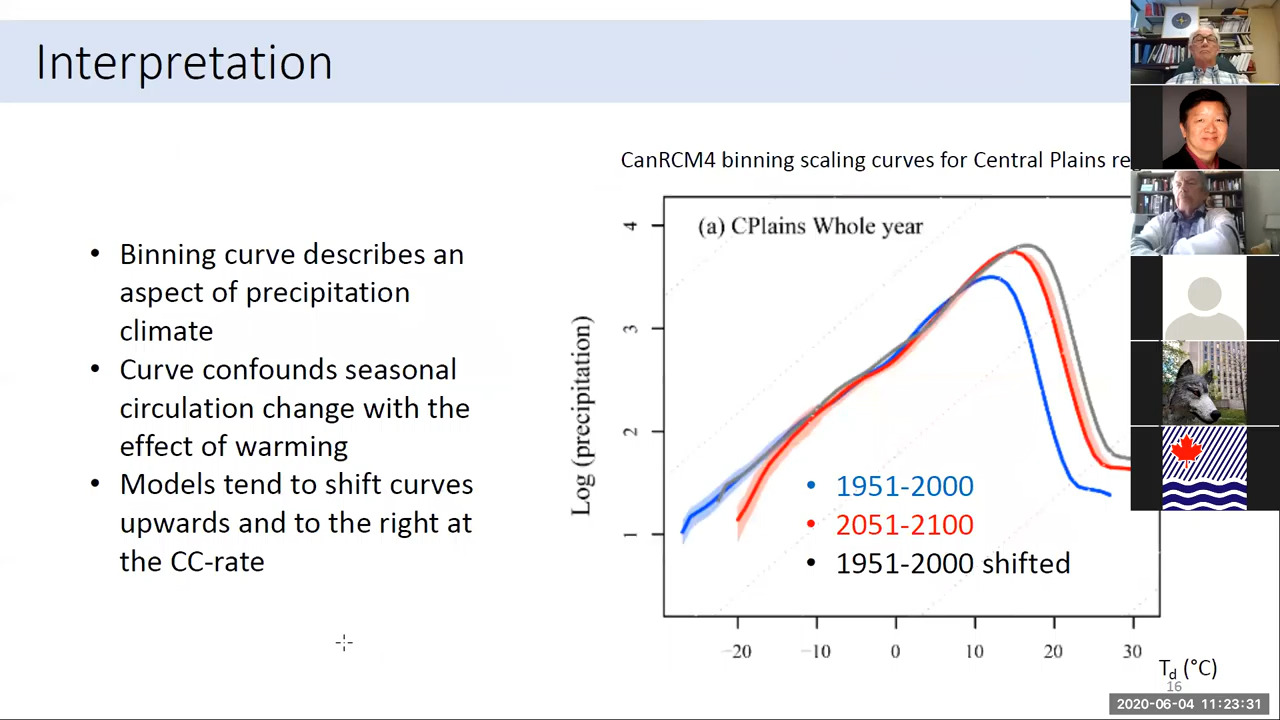 Interpretation
CanRCM4 binning scaling curves for Central Plains
(a) CPlains Whole year
• Binning curve describes an
aspect of precipitation
climate
• Curve confounds seasonal
circulation change with the
effect of warming
• Models tend to shift curves
upwards and to the right at
the CC-rate
Log (precipitation)
4
3
2
1
• 1951-2000
• 2051-2100
• 1951-2000 shifted
−20 −10 0 10 20 30
Td (°C)
16
2020-06-04 11:23:31